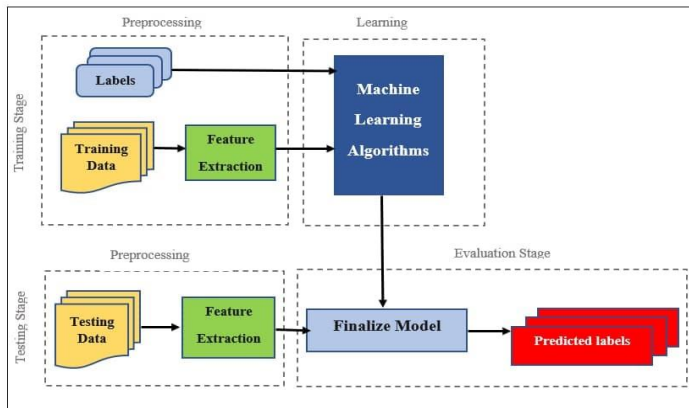 Preprocessing
Learning
Training Stage
Labels
Machine
Learning
Algorithms
Training
Data
Feature
Extraction
Preprocessing
Evaluation Stage
Testing Stage
Testing
Data
Feature
Extraction
Finalize Model
Predicted labels